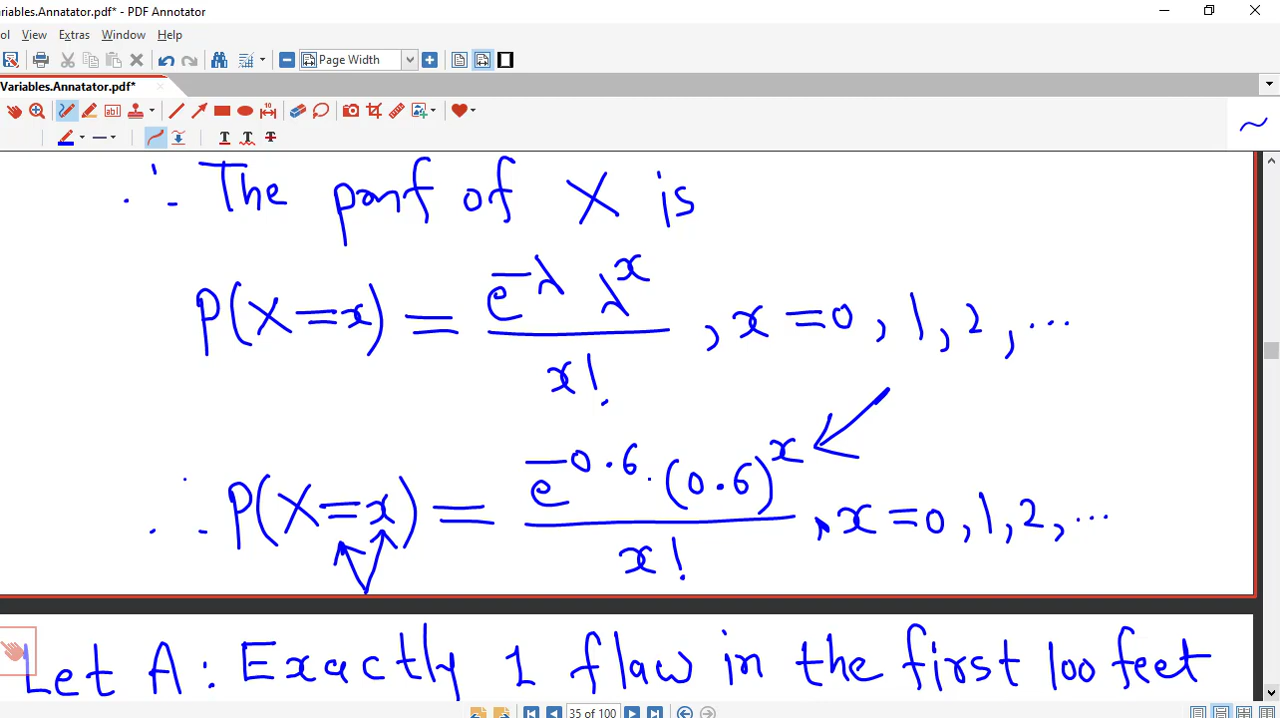 ariables.Annatator.pdf* - PDF Annotator
ol View Extras Window Help
Page Width
Variables.Annatator.pdf*
∴ The pmf of X is
P(X=x) = e^-λ λ^x / x! , x=0, 1, 2, ...
∴ P(X=x) = e^-0.6 . (0.6)^x / x! , x=0, 1, 2, ...
Let A: Exactly 1 flaw in the first 100 feet
35 of 100